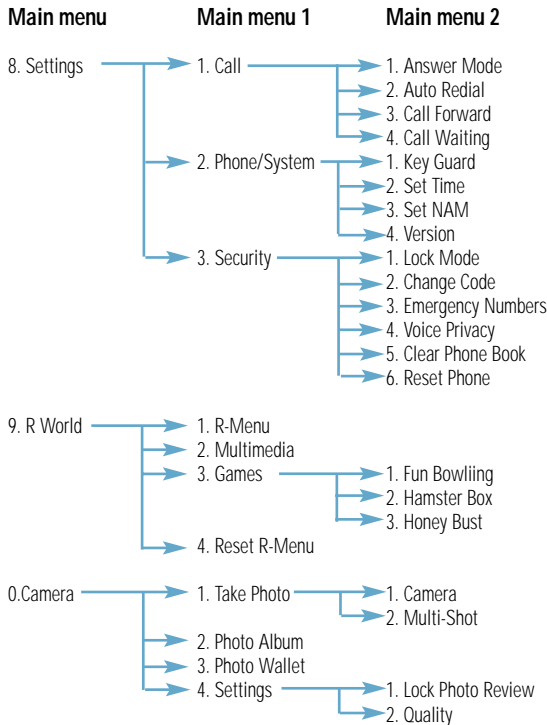 Main menu Main menu 1 Main menu 2
8. Settings 1. Call 1. Answer Mode
2. Auto Redial
3. Call Forward
4. Call Waiting
2. Phone/System 1. Key Guard
2. Set Time
3. Set NAM
4. Version
3. Security 1. Lock Mode
2. Change Code
3. Emergency Numbers
4. Voice Privacy
5. Clear Phone Book
6. Reset Phone
9. R World 1. R-Menu
2. Multimedia
3. Games 1. Fun Bowliing
2. Hamster Box
3. Honey Bust
4. Reset R-Menu
0.Camera 1. Take Photo 1. Camera
2. Multi-Shot
2. Photo Album
3. Photo Wallet
4. Settings 1. Lock Photo Review
2. Quality